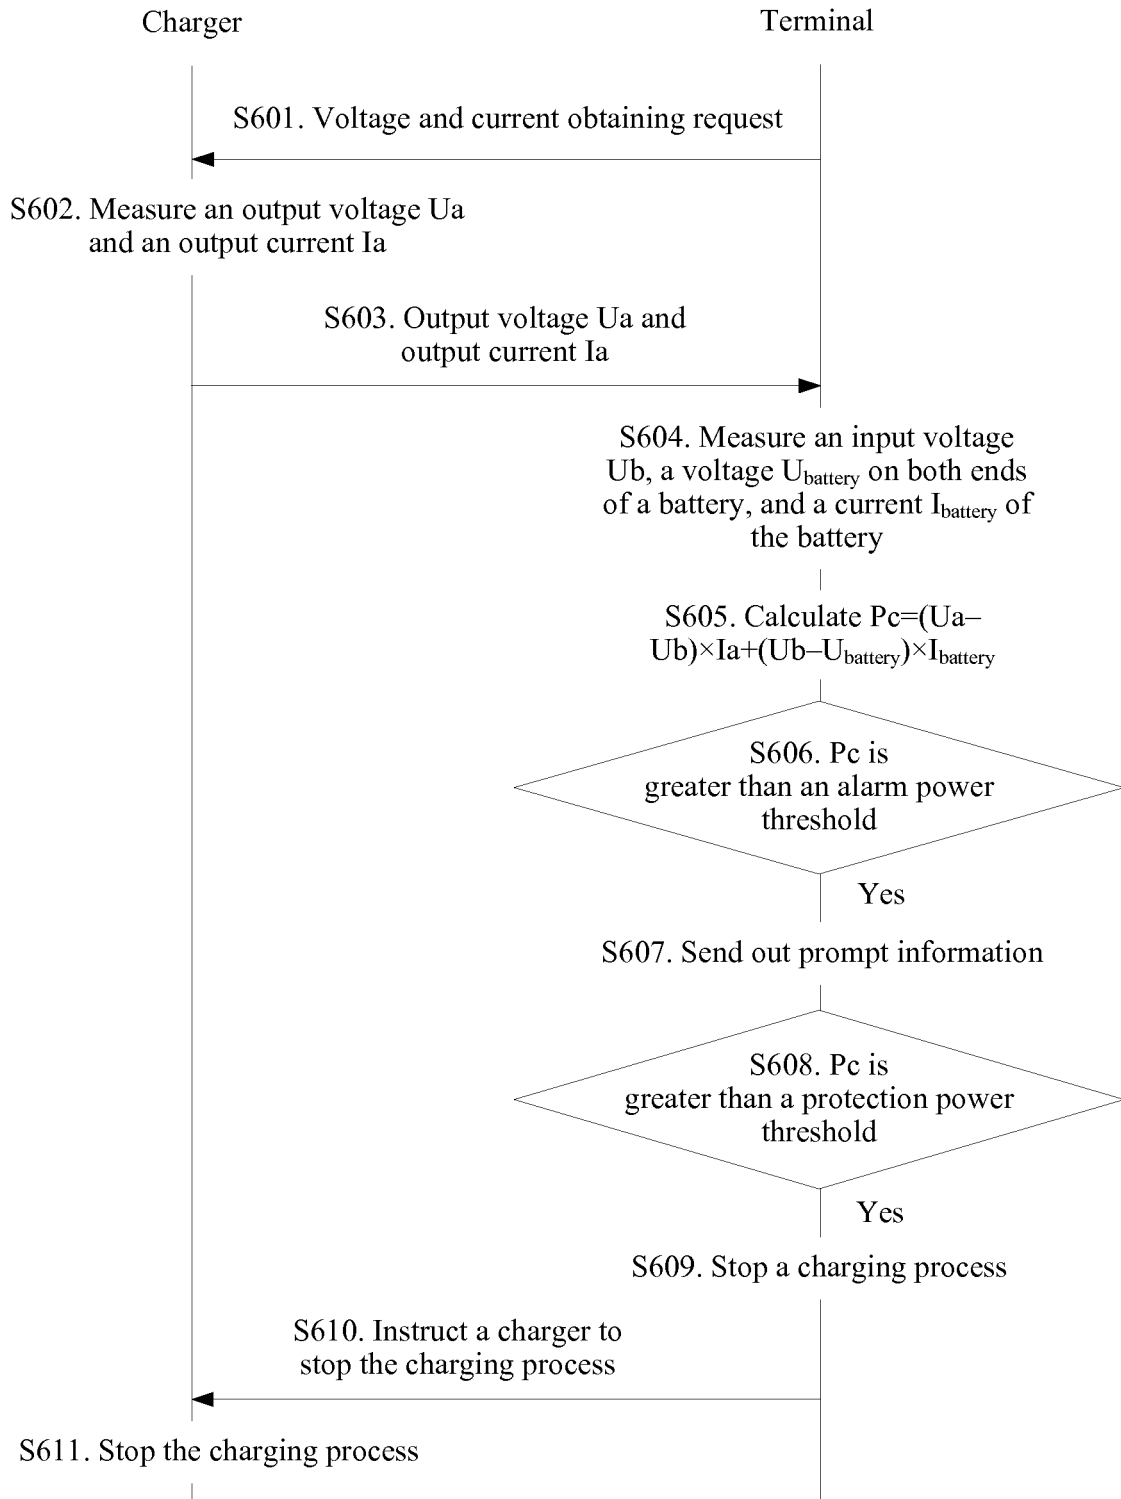 Charger
Terminal
S601. Voltage and current obtaining request
S602. Measure an output voltage Ua
and an output current Ia
S603. Output voltage Ua and
output current Ia
S604. Measure an input voltage
Ub, a voltage Ubattery on both ends
of a battery, and a current Ibattery of
the battery
S605. Calculate Pc=(Ua–
Ub)×Ia+(Ub–Ubattery)×Ibattery
S606. Pc is
greater than an alarm power
threshold
Yes
S607. Send out prompt information
S608. Pc is
greater than a protection power
threshold
Yes
S609. Stop a charging process
S610. Instruct a charger to
stop the charging process
S611. Stop the charging process